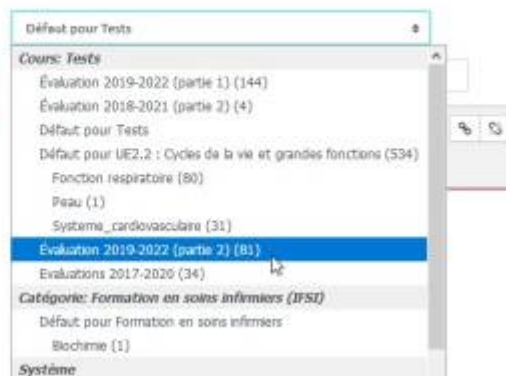 Défaut pour Tests
Cours: Tests
Évaluation 2019-2022 (partie 1) (144)
Évaluation 2018-2021 (partie 2) (4)
Défaut pour Tests
Défaut pour UE2.2 : Cycles de la vie et grandes fonctions (534)
Fonction respiratoire (80)
Peau (1)
Systeme_cardiovasculaire (31)
Évaluation 2019-2022 (partie 2) (81)
Evaluations 2017-2020 (34)
Catégorie: Formation en soins infirmiers (IFSI)
Défaut pour Formation en soins infirmiers
Biochimie (1)
Système